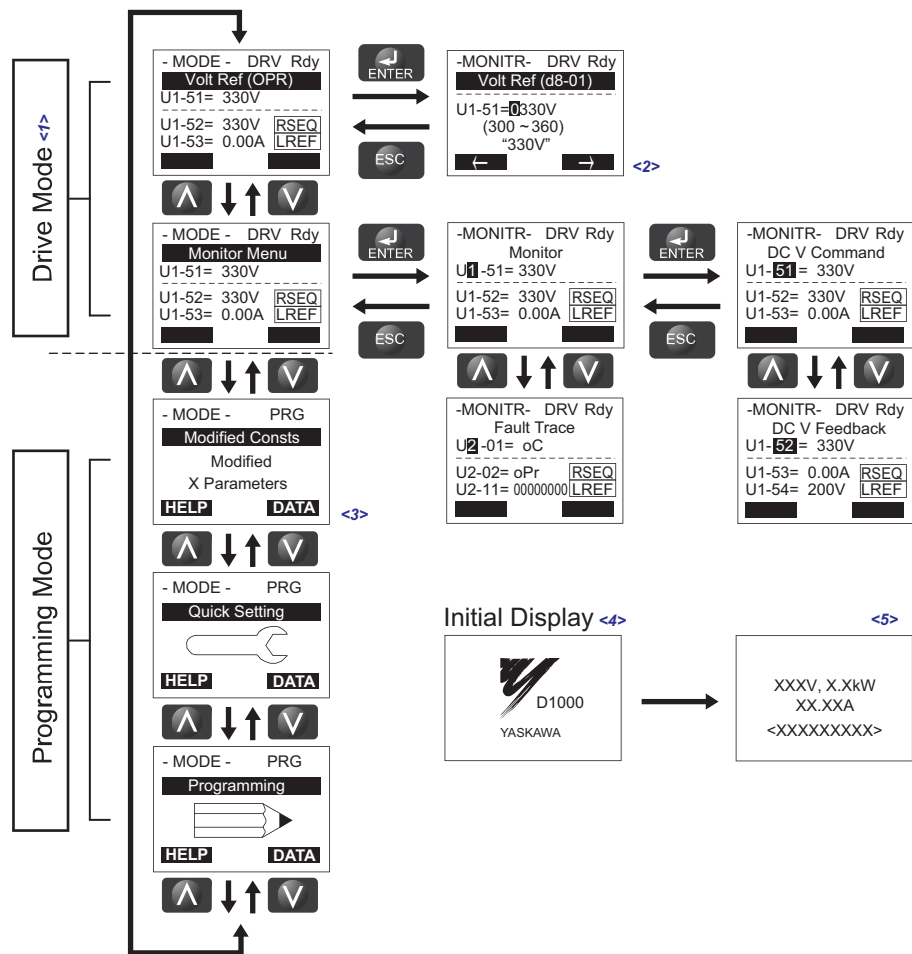 Drive Mode <1>
- MODE - DRV Rdy
Volt Ref (OPR)
U1-51= 330V
U1-52= 330V RSEQ
U1-53= 0.00A LREF
ENTER
ESC
-MONITR- DRV Rdy
Volt Ref (d8-01)
U1-51=0330V
(300 ~ 360)
“330V”
← →
<2>
- MODE - DRV Rdy
Monitor Menu
U1-51= 330V
U1-52= 330V RSEQ
U1-53= 0.00A LREF
ENTER
ESC
-MONITR- DRV Rdy
Monitor
U1 -51= 330V
U1-52= 330V RSEQ
U1-53= 0.00A LREF
ENTER
ESC
-MONITR- DRV Rdy
DC V Command
U1- 51 = 330V
U1-52= 330V RSEQ
U1-53= 0.00A LREF
-MONITR- DRV Rdy
Fault Trace
U2 -01= oC
U2-02= oPr RSEQ
U2-11= 00000000 LREF
-MONITR- DRV Rdy
DC V Feedback
U1- 52 = 330V
U1-53= 0.00A RSEQ
U1-54= 200V LREF
Programming Mode
- MODE - PRG
Modified Consts
Modified
X Parameters
HELP DATA
<3>
- MODE - PRG
Quick Setting
HELP DATA
- MODE - PRG
Programming
HELP DATA
Initial Display <4>
D1000
YASKAWA
<5>
XXXV, X.XkW
XX.XXA
<XXXXXXXXX>